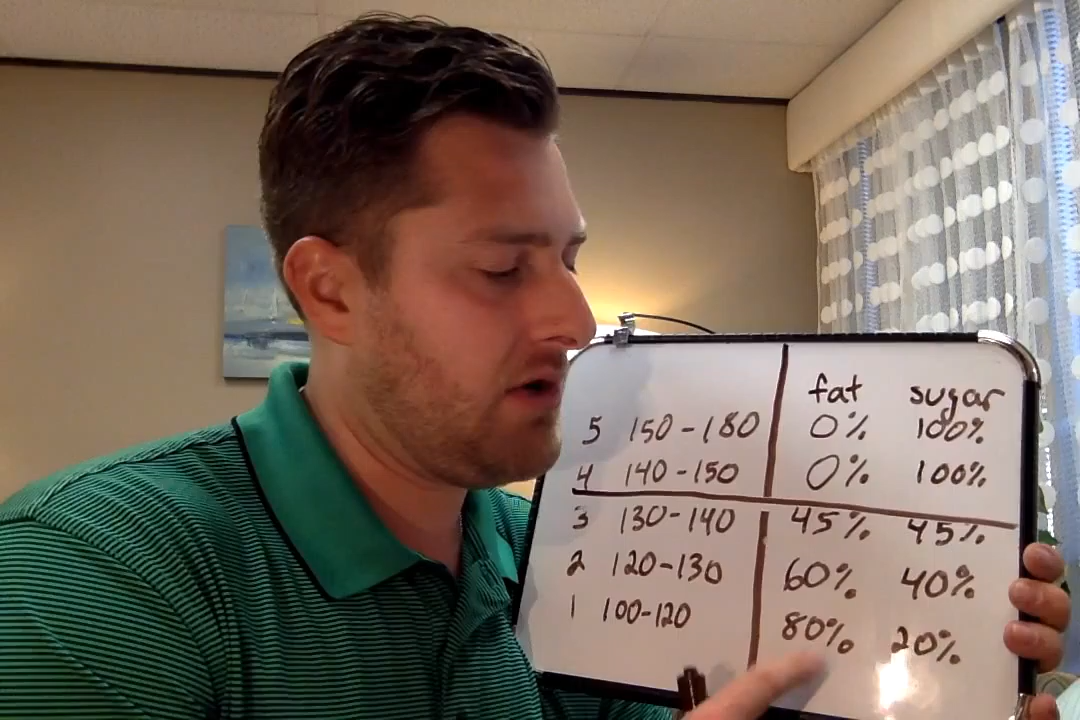 fat sugar
5 150-180 0% 100%
4 140-150 0% 100%
3 130-140 45% 45%
2 120-130 60% 40%
1 100-120 80% 20%